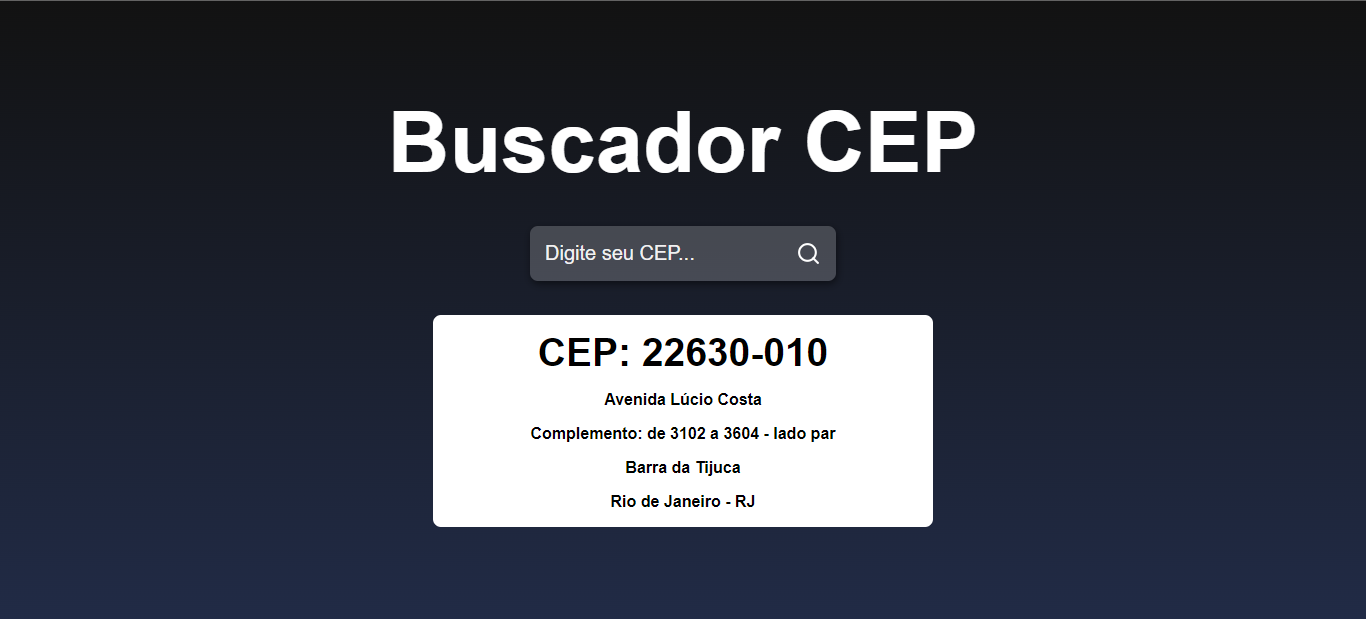 Buscador CEP
Digite seu CEP...
CEP: 22630-010
Avenida Lúcio Costa
Complemento: de 3102 a 3604 - lado par
Barra da Tijuca
Rio de Janeiro - RJ